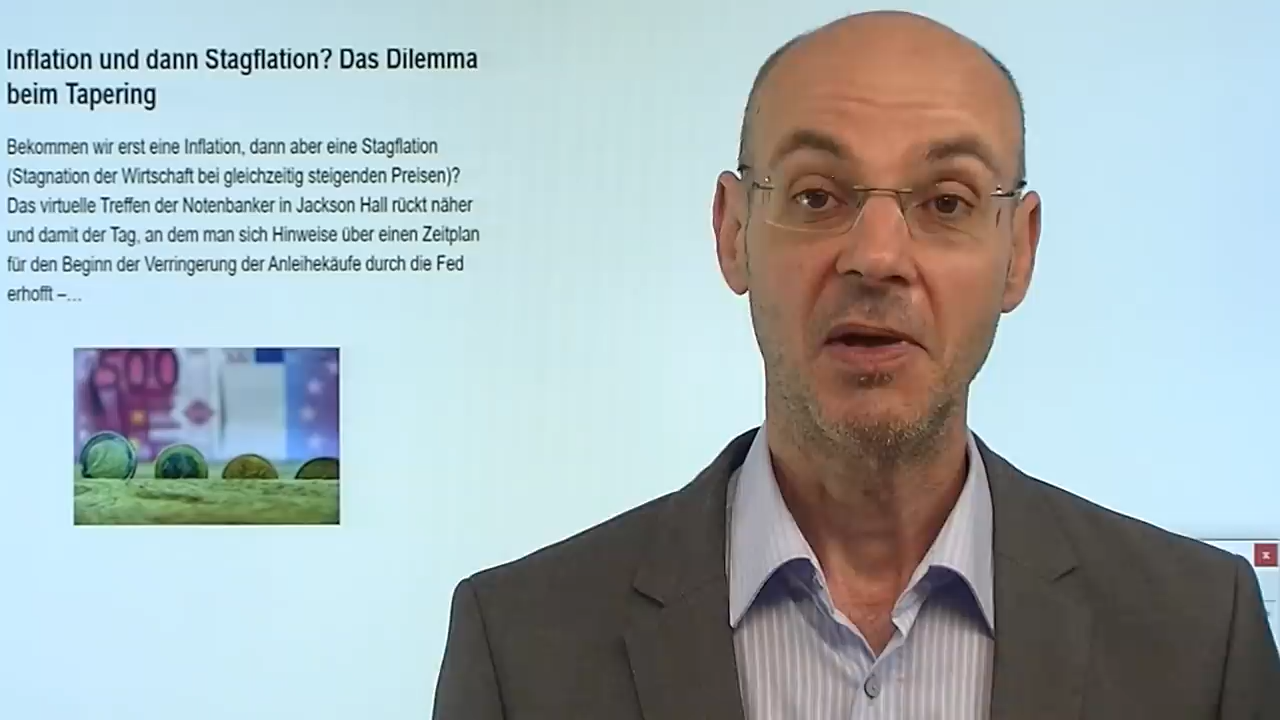 Inflation und dann Stagflation? Das Dilemma
beim Tapering
Bekommen wir erst eine Inflation, dann aber eine Stagflation
(Stagnation der Wirtschaft bei gleichzeitig steigenden Preisen)?
Das virtuelle Treffen der Notenbanker in Jackson Hall rückt näher
und damit der Tag, an dem man sich Hinweise über einen Zeitplan
für den Beginn der Verringerung der Anleihekäufe durch die Fed
erhofft –...
500
x